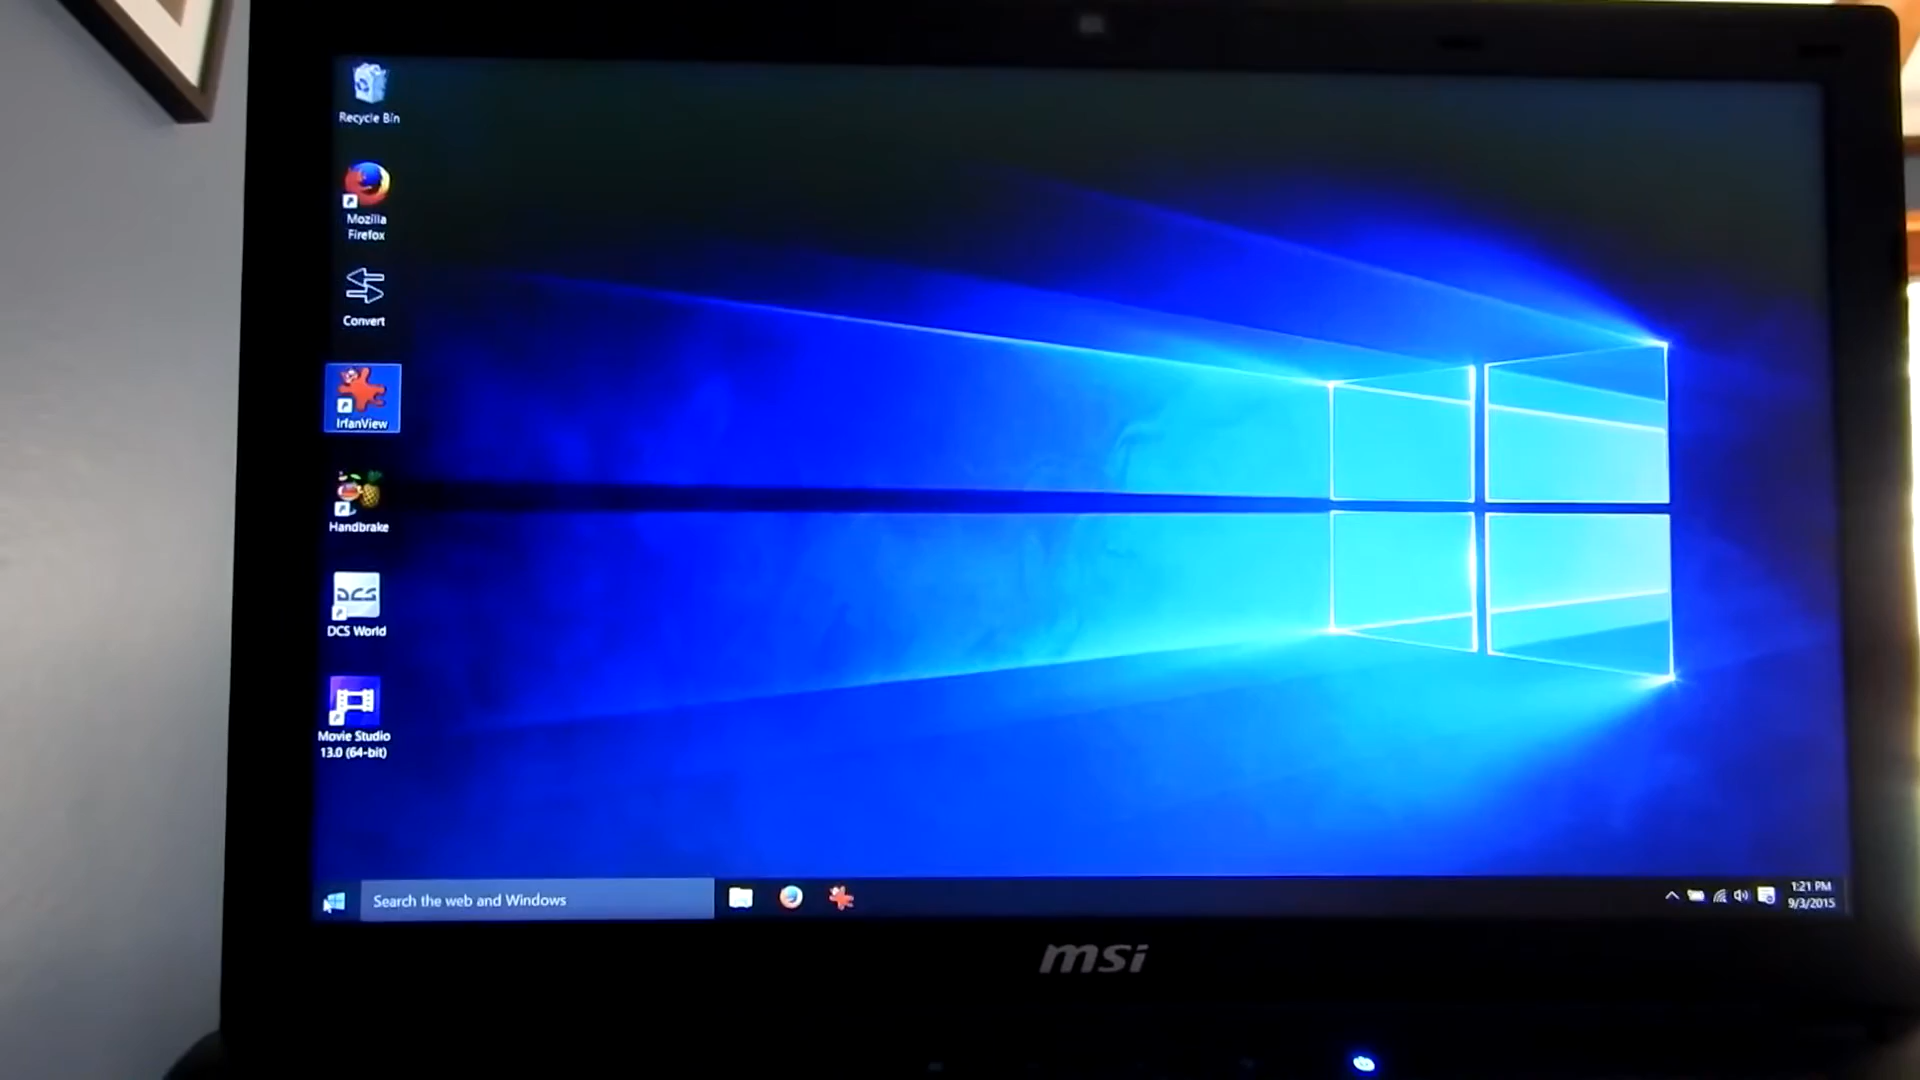 Recycle Bin
Mozilla
Firefox
Convert
IrfanView
Handbrake
DCS
DCS World
Movie Studio
13.0 (64-bit)
Search the web and Windows
1:21 PM
9/3/2015
msi